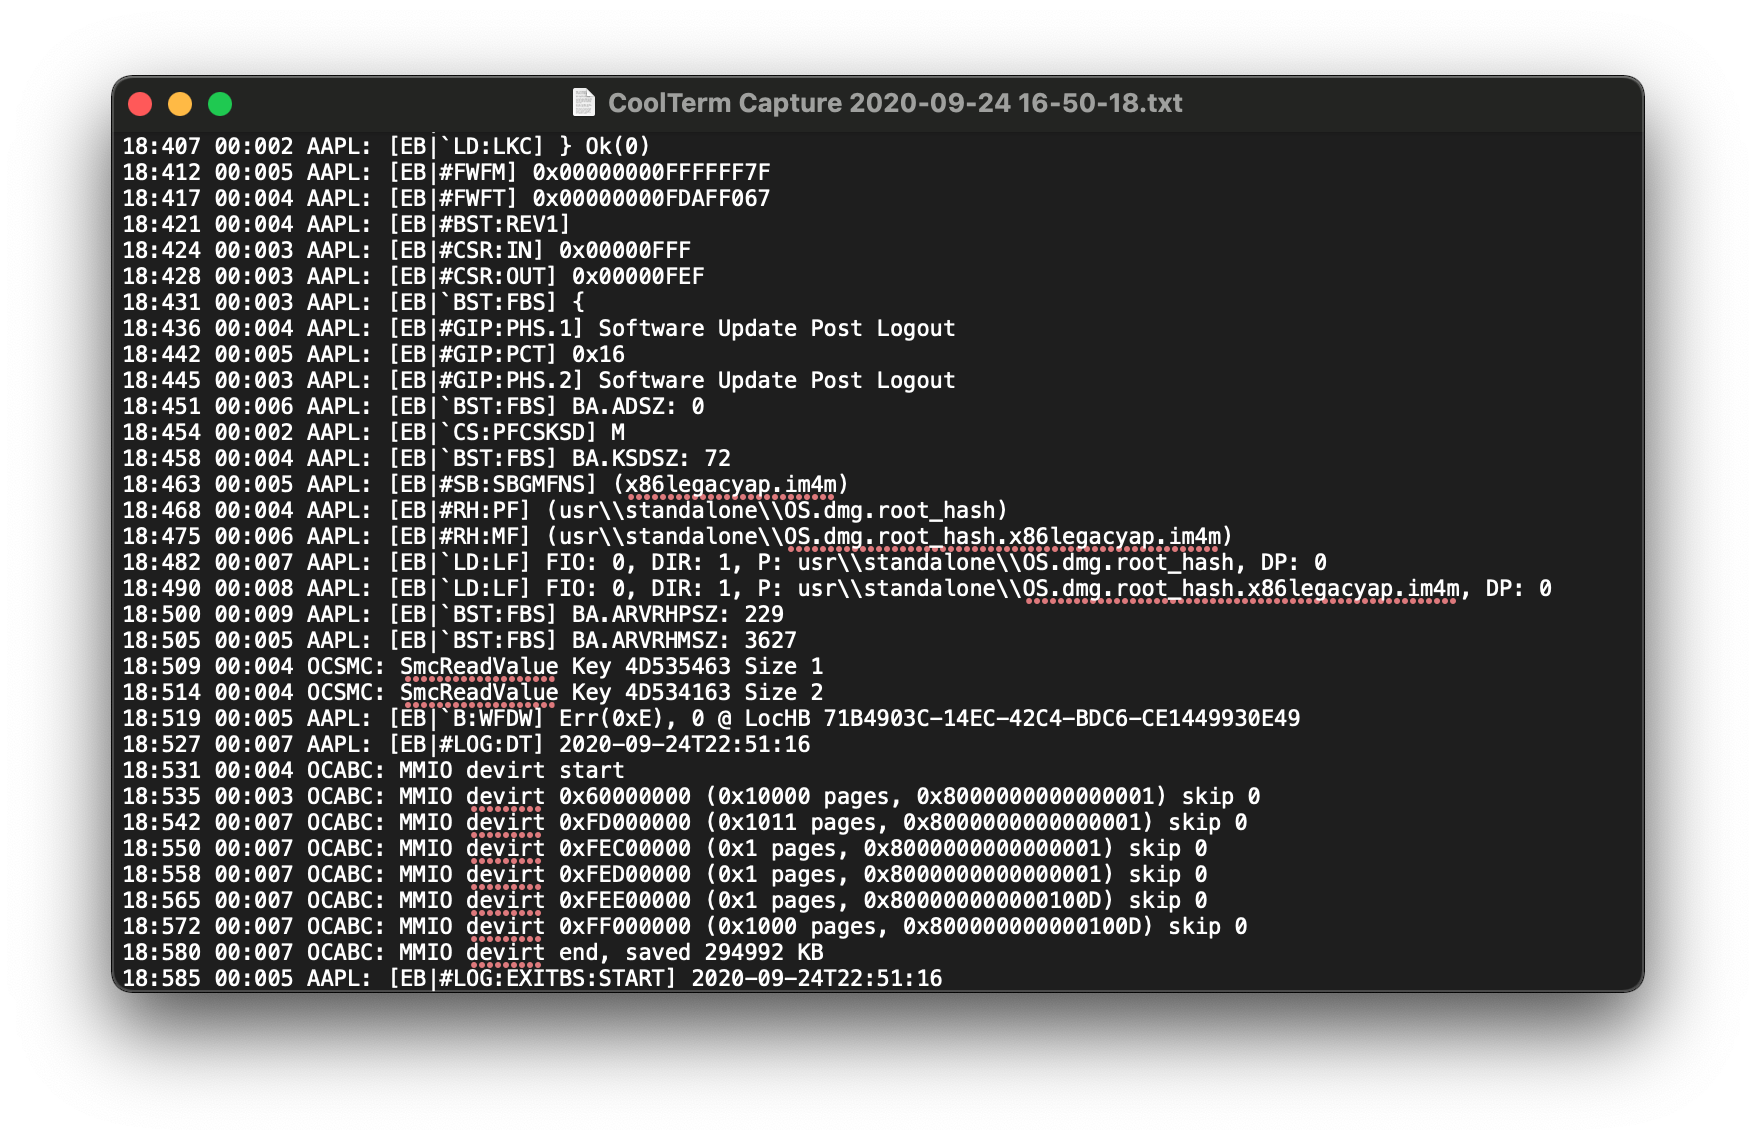 CoolTerm Capture 2020-09-24 16-50-18.txt
18:407 00:002 AAPL: [EB|`LD:LKC] } Ok(0)
18:412 00:005 AAPL: [EB|#FWFM] 0x00000000FFFFFF7F
18:417 00:004 AAPL: [EB|#FWFT] 0x00000000FDAFF067
18:421 00:004 AAPL: [EB|#BST:REV1]
18:424 00:003 AAPL: [EB|#CSR:IN] 0x00000FFF
18:428 00:003 AAPL: [EB|#CSR:OUT] 0x00000FEF
18:431 00:003 AAPL: [EB|`BST:FBS] {
18:436 00:004 AAPL: [EB|#GIP:PHS.1] Software Update Post Logout
18:442 00:005 AAPL: [EB|#GIP:PCT] 0x16
18:445 00:003 AAPL: [EB|#GIP:PHS.2] Software Update Post Logout
18:451 00:006 AAPL: [EB|`BST:FBS] BA.ADSZ: 0
18:454 00:002 AAPL: [EB|`CS:PFCSKSD] M
18:458 00:004 AAPL: [EB|`BST:FBS] BA.KSDSZ: 72
18:463 00:005 AAPL: [EB|#SB:SBGMFNS] (x86legacyap.im4m)
18:468 00:004 AAPL: [EB|#RH:PF] (usr\\standalone\\OS.dmg.root_hash)
18:475 00:006 AAPL: [EB|#RH:MF] (usr\\standalone\\OS.dmg.root_hash.x86legacyap.im4m)
18:482 00:007 AAPL: [EB|`LD:LF] FIO: 0, DIR: 1, P: usr\\standalone\\OS.dmg.root_hash, DP: 0
18:490 00:008 AAPL: [EB|`LD:LF] FIO: 0, DIR: 1, P: usr\\standalone\\OS.dmg.root_hash.x86legacyap.im4m, DP: 0
18:500 00:009 AAPL: [EB|`BST:FBS] BA.ARVRHPSZ: 229
18:505 00:005 AAPL: [EB|`BST:FBS] BA.ARVRHMSZ: 3627
18:509 00:004 OCSMC: SmcReadValue Key 4D535463 Size 1
18:514 00:004 OCSMC: SmcReadValue Key 4D534163 Size 2
18:519 00:005 AAPL: [EB|`B:WFDW] Err(0xE), 0 @ LocHB 71B4903C-14EC-42C4-BDC6-CE1449930E49
18:527 00:007 AAPL: [EB|#LOG:DT] 2020-09-24T22:51:16
18:531 00:004 OCABC: MMIO devirt start
18:535 00:003 OCABC: MMIO devirt 0x60000000 (0x10000 pages, 0x8000000000000001) skip 0
18:542 00:007 OCABC: MMIO devirt 0xFD000000 (0x1011 pages, 0x8000000000000001) skip 0
18:550 00:007 OCABC: MMIO devirt 0xFEC00000 (0x1 pages, 0x8000000000000001) skip 0
18:558 00:007 OCABC: MMIO devirt 0xFED00000 (0x1 pages, 0x8000000000000001) skip 0
18:565 00:007 OCABC: MMIO devirt 0xFEE00000 (0x1 pages, 0x800000000000100D) skip 0
18:572 00:007 OCABC: MMIO devirt 0xFF000000 (0x1000 pages, 0x800000000000100D) skip 0
18:580 00:007 OCABC: MMIO devirt end, saved 294992 KB
18:585 00:005 AAPL: [EB|#LOG:EXITBS:START] 2020-09-24T22:51:16